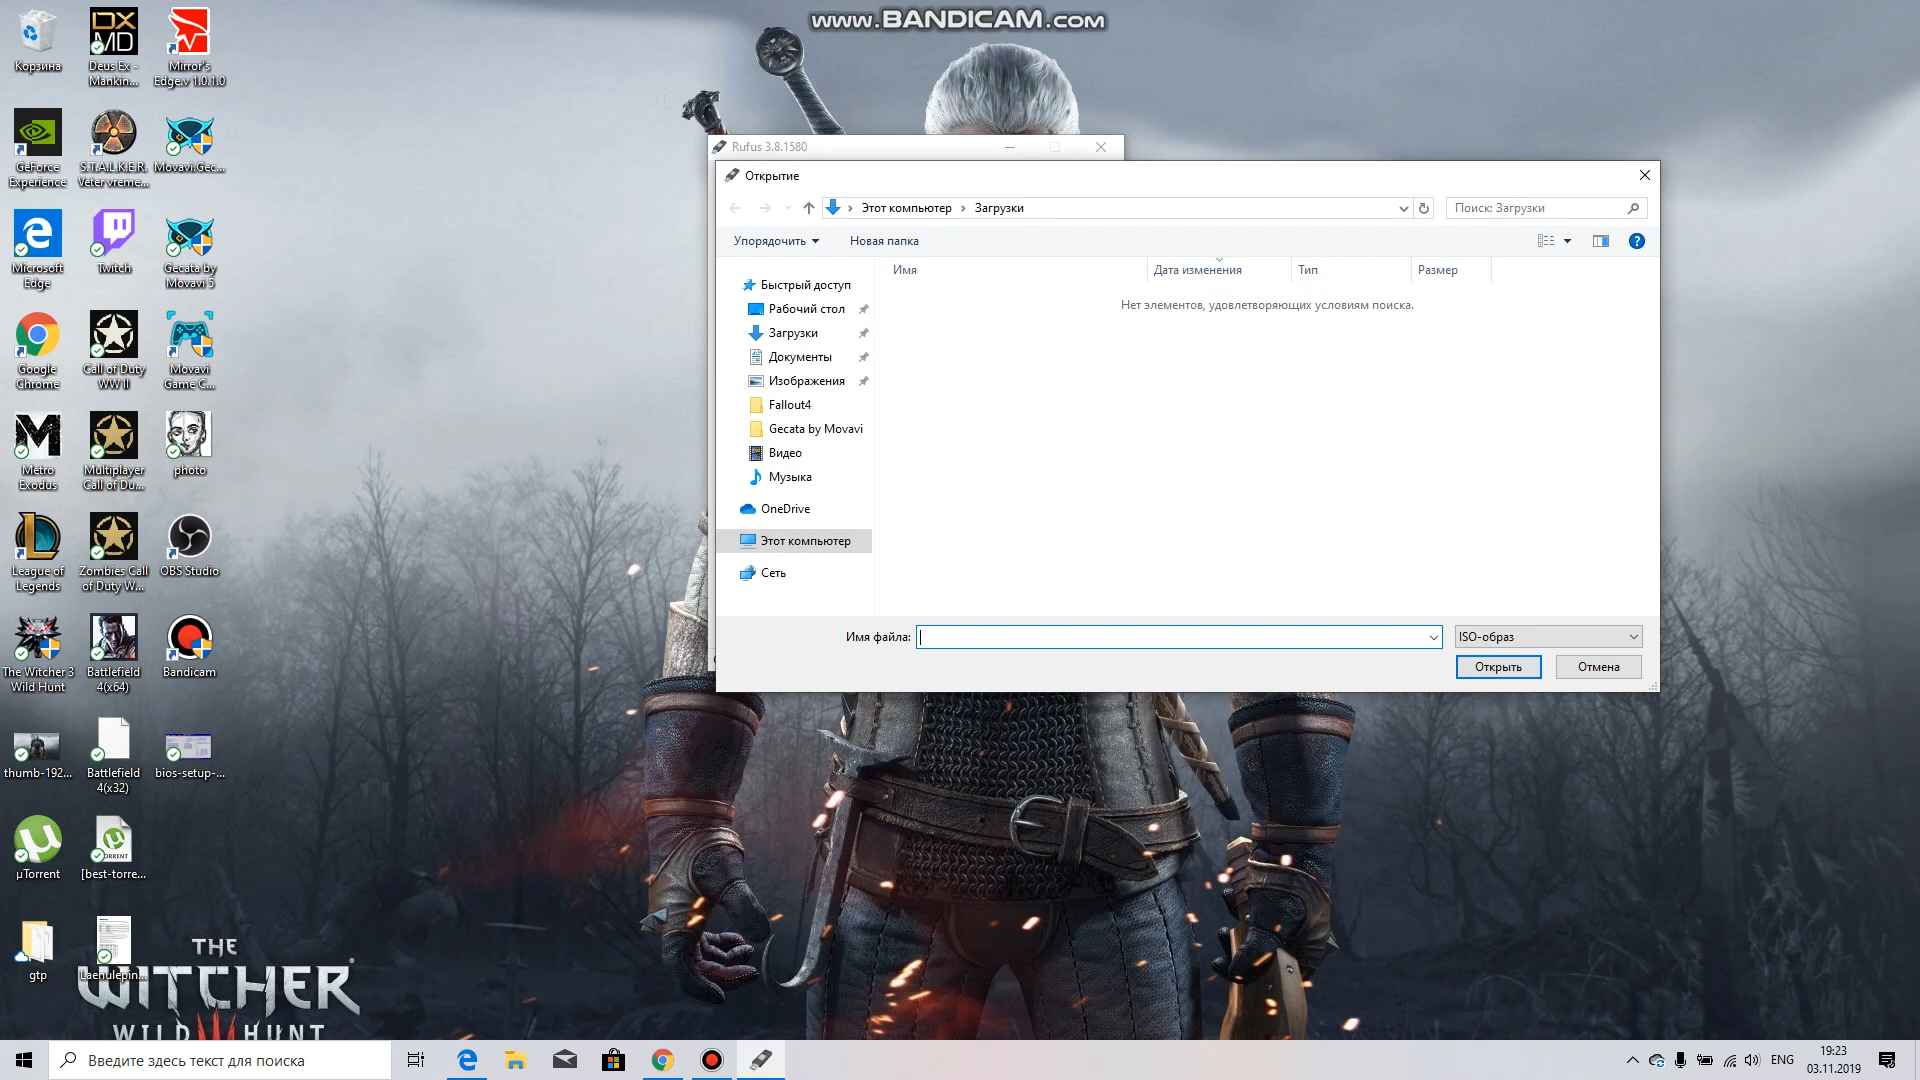 www.BANDICAM.com
Корзина
Deus Ex -
Mankin...
Mirror's
Edge.v 1.0.1.0
GeForce
Experience
S.T.A.L.K.E.R.
Veter vreme...
Movavi.Gec...
Microsoft
Edge
Twitch
Gecata by
Movavi 5
Google
Chrome
Call of Duty
WW II
Movavi
Game C...
Metro
Exodus
Multiplayer
Call of Du...
photo
League of
Legends
Zombies Call
of Duty W...
OBS Studio
The Witcher 3
Wild Hunt
Battlefield
4(x64)
Bandicam
thumb-192...
Battlefield
4(x32)
bios-setup-...
µTorrent
[best-torre...
gtp
Laenulepin...
THE
WITCHER
WILD HUNT
Rufus 3.8.1580
Открытие
Этот компьютер
Загрузки
Поиск: Загрузки
Упорядочить
Новая папка
Имя
Дата изменения
Тип
Размер
Нет элементов, удовлетворяющих условиям поиска.
Быстрый доступ
Рабочий стол
Загрузки
Документы
Изображения
Fallout4
Gecata by Movavi
Видео
Музыка
OneDrive
Этот компьютер
Сеть
Имя файла:
ISO-образ
Открыть
Отмена
Введите здесь текст для поиска
ENG
19:23
03.11.2019